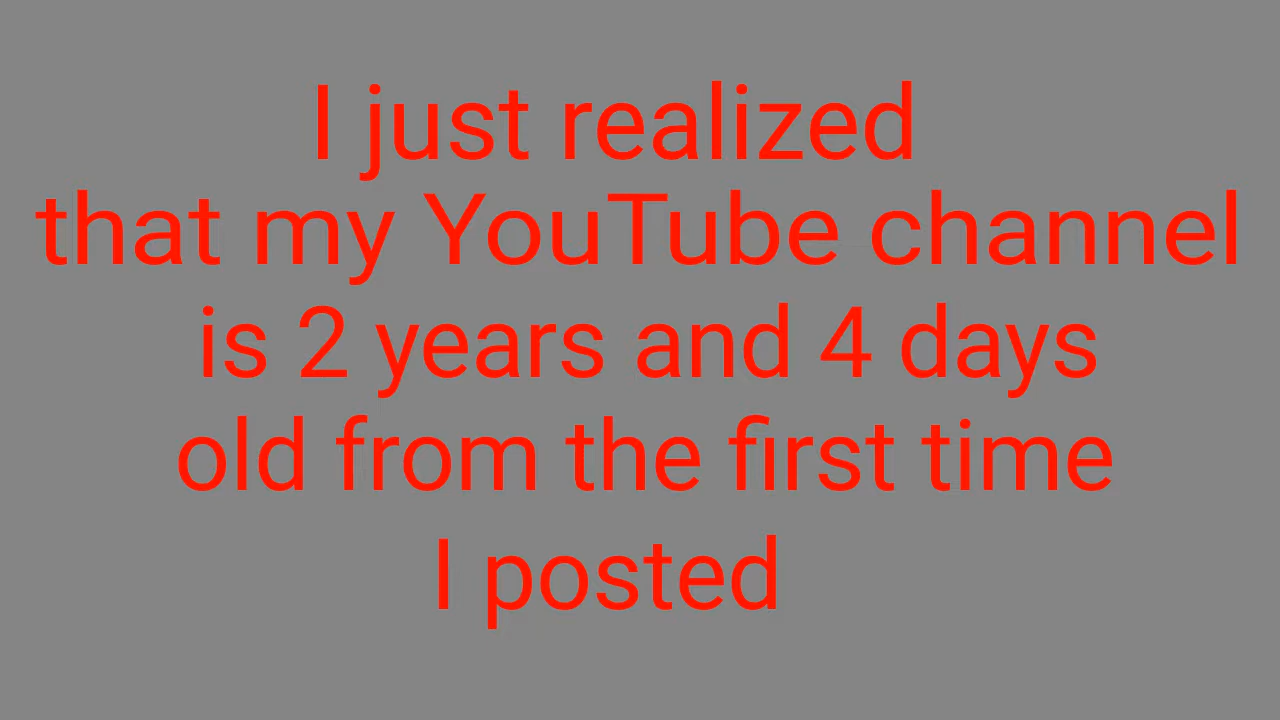 I just realized
that my YouTube channel
is 2 years and 4 days
old from the first time
I posted